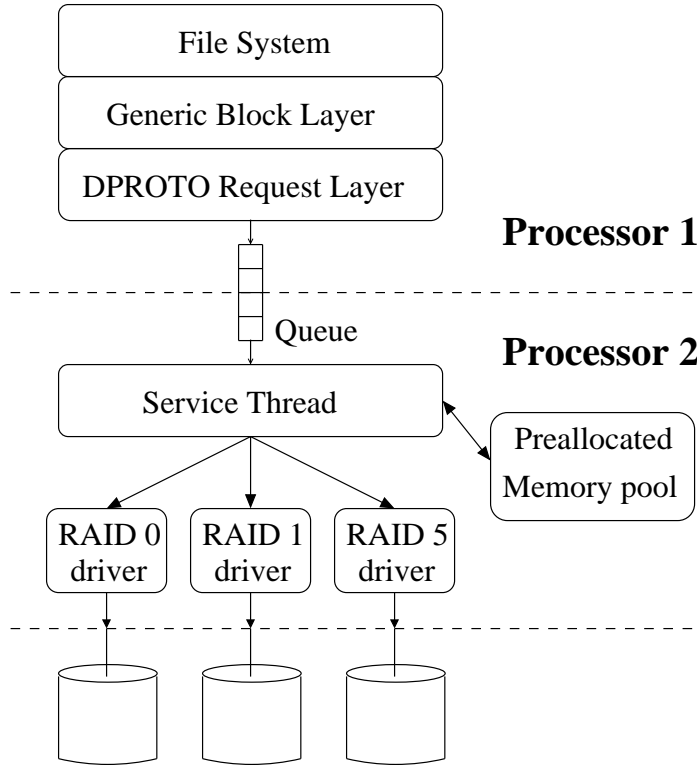 File System
Generic Block Layer
DPROTO Request Layer
Processor 1
Queue
Processor 2
Service Thread
Preallocated
Memory pool
RAID 0
driver
RAID 1
driver
RAID 5
driver